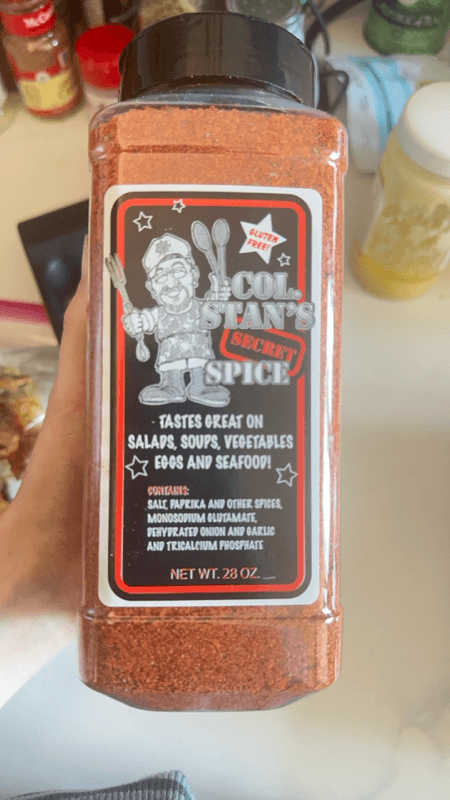 McCo
GLUTEN
FREE!
COL.
STAN'S
SECRET
SPICE
TASTES GREAT ON
SALADS, SOUPS, VEGETABLES
EGGS AND SEAFOOD!
CONTAINS:
SALT, PAPRIKA AND OTHER SPICES,
MONOSODIUM GLUTAMATE,
DEHYDRATED ONION AND GARLIC
AND TRICALCIUM PHOSPHATE
NET WT. 28 OZ.